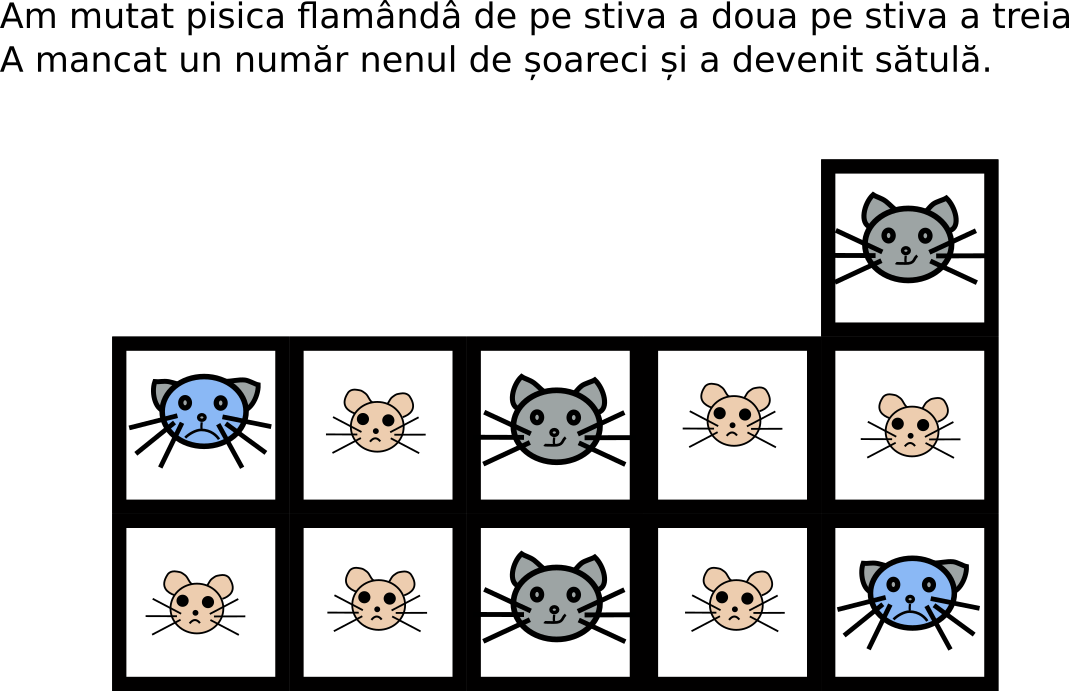 Am mutat pisica flamândâ de pe stiva a doua pe stiva a treia
A mancat un număr nenul de șoareci și a devenit sătulă.